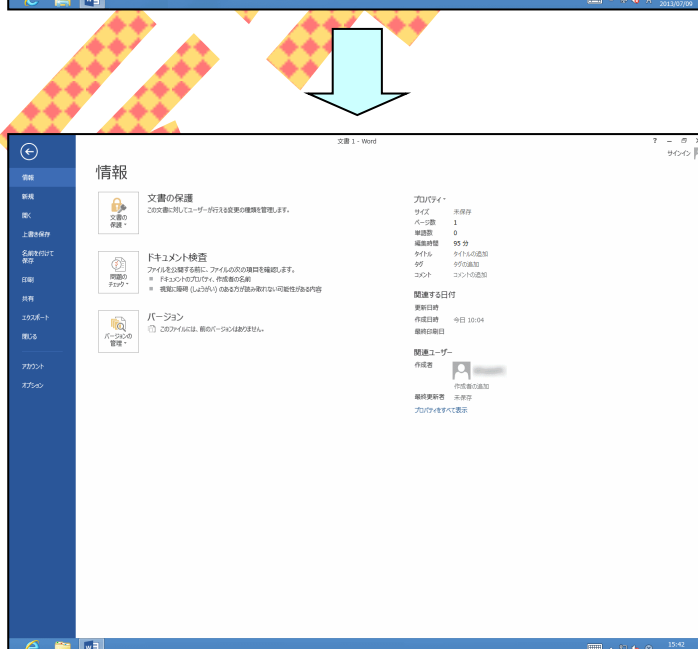 2013/07/09
文書 1 - Word
? － ×
サインイン
情報
新規
開く
上書き保存
名前を付けて
保存
印刷
共有
エクスポート
閉じる
アカウント
オプション
情報
文書の
保護
文書の保護
この文書に対してユーザーが行える変更の種類を管理します。
問題の
チェック
ドキュメント検査
ファイルを公開する前に、ファイルの次の項目を確認します。
ドキュメントのプロパティ、作成者の名前
視覚に障碍 (しょうがい) のある方が読み取れない可能性がある内容
バージョンの
管理
バージョン
このファイルには、前のバージョンはありません。
プロパティ
サイズ 未保存
ページ数 1
単語数 0
編集時間 95 分
タイトル タイトルの追加
タグ タグの追加
コメント コメントの追加
関連する日付
更新日時
作成日時 今日 10:04
最終印刷日
関連ユーザー
作成者
作成者の追加
最終更新者 未保存
プロパティをすべて表示
15:42